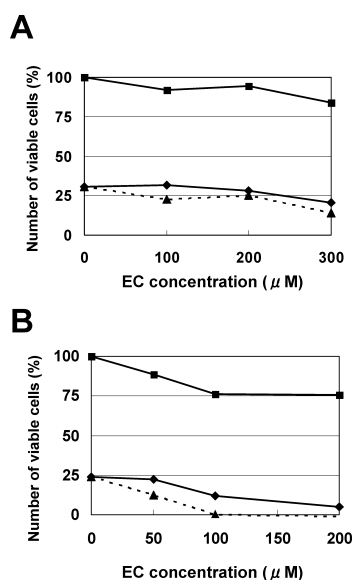 A
Number of viable cells (%)
100
75
50
25
0
0 100 200 300
EC concentration ( μ M)
B
Number of viable cells (%)
100
75
50
25
0
0 50 100 150 200
EC concentration ( μ M)